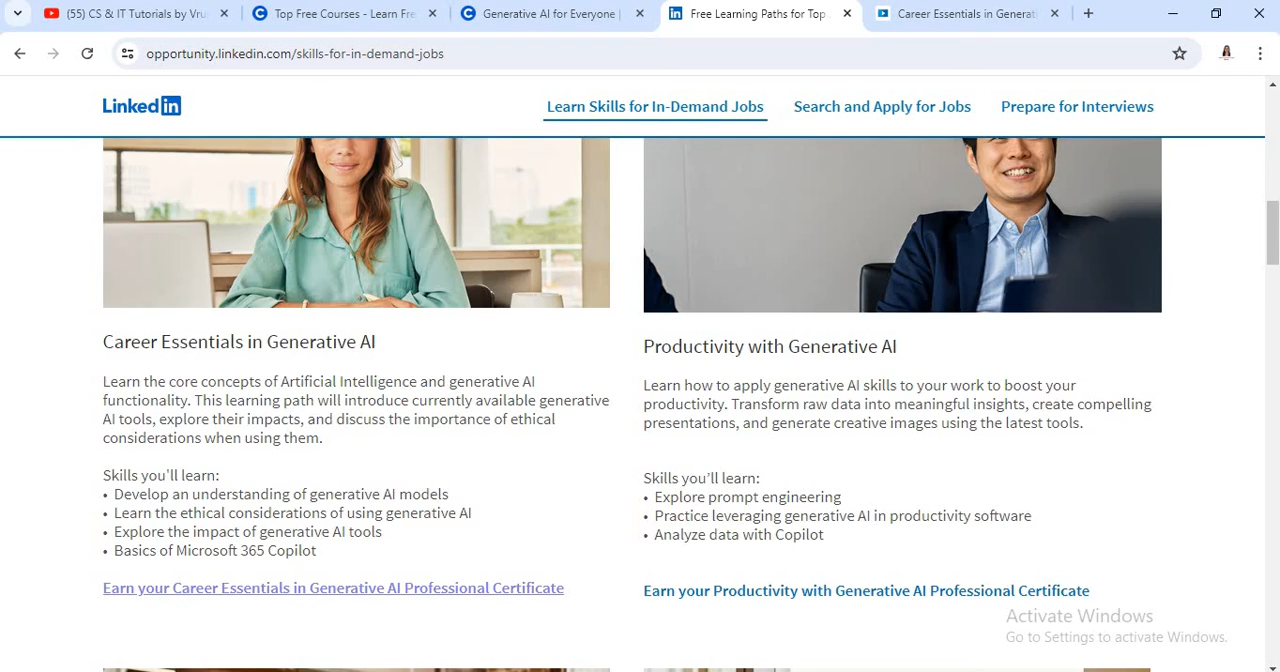 (55) CS & IT Tutorials by Vru
Top Free Courses - Learn Fre
Generative AI for Everyone |
Free Learning Paths for Top
Career Essentials in Generati
opportunity.linkedin.com/skills-for-in-demand-jobs
Linked in
Learn Skills for In-Demand Jobs
Search and Apply for Jobs
Prepare for Interviews
Career Essentials in Generative AI
Learn the core concepts of Artificial Intelligence and generative AI
functionality. This learning path will introduce currently available generative
AI tools, explore their impacts, and discuss the importance of ethical
considerations when using them.
Skills you'll learn:
• Develop an understanding of generative AI models
• Learn the ethical considerations of using generative AI
• Explore the impact of generative AI tools
• Basics of Microsoft 365 Copilot
Earn your Career Essentials in Generative AI Professional Certificate
Productivity with Generative AI
Learn how to apply generative AI skills to your work to boost your
productivity. Transform raw data into meaningful insights, create compelling
presentations, and generate creative images using the latest tools.
Skills you’ll learn:
• Explore prompt engineering
• Practice leveraging generative AI in productivity software
• Analyze data with Copilot
Earn your Productivity with Generative AI Professional Certificate
Activate Windows
Go to Settings to activate Windows.